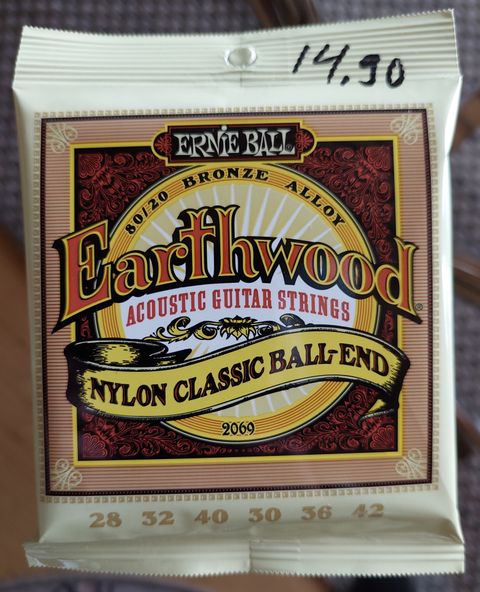 14.90
ERNIE BALL
80/20 BRONZE ALLOY
Earthwood
ACOUSTIC GUITAR STRINGS
NYLON CLASSIC BALL-END
2069
28 32 40 30 36 42